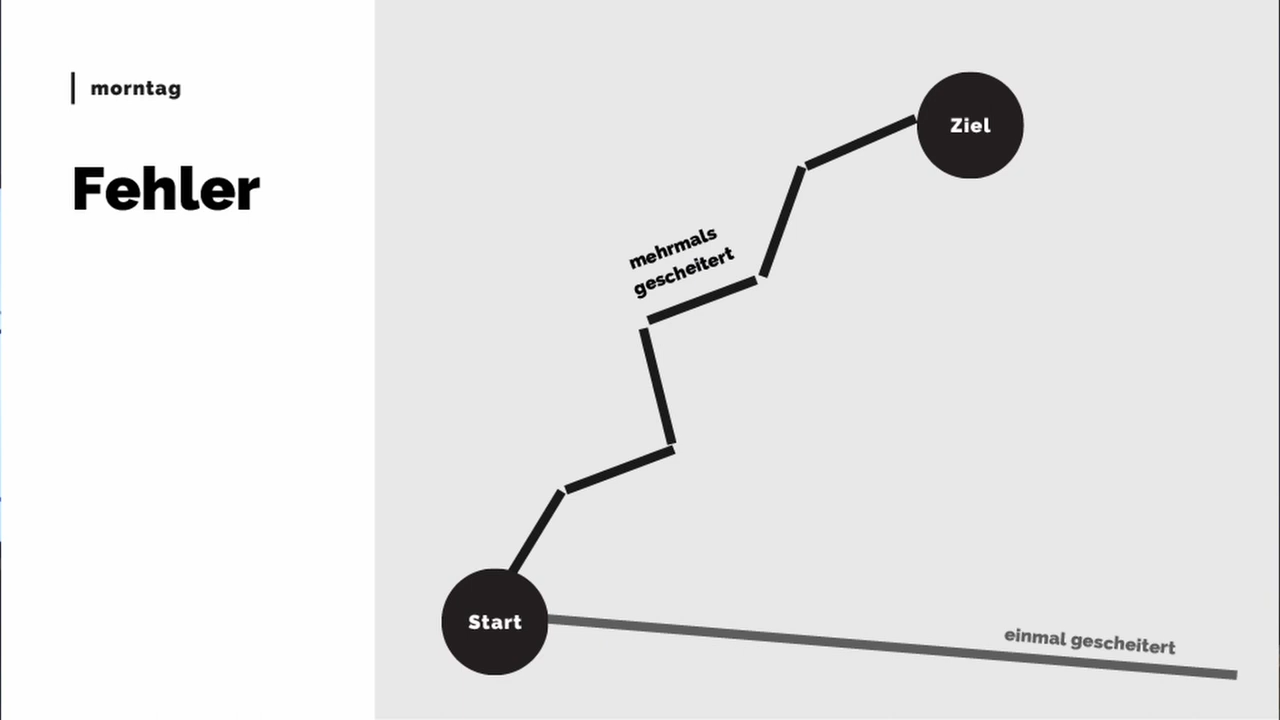 morntag
Fehler
Ziel
mehrmals
gescheitert
Start
einmal gescheitert